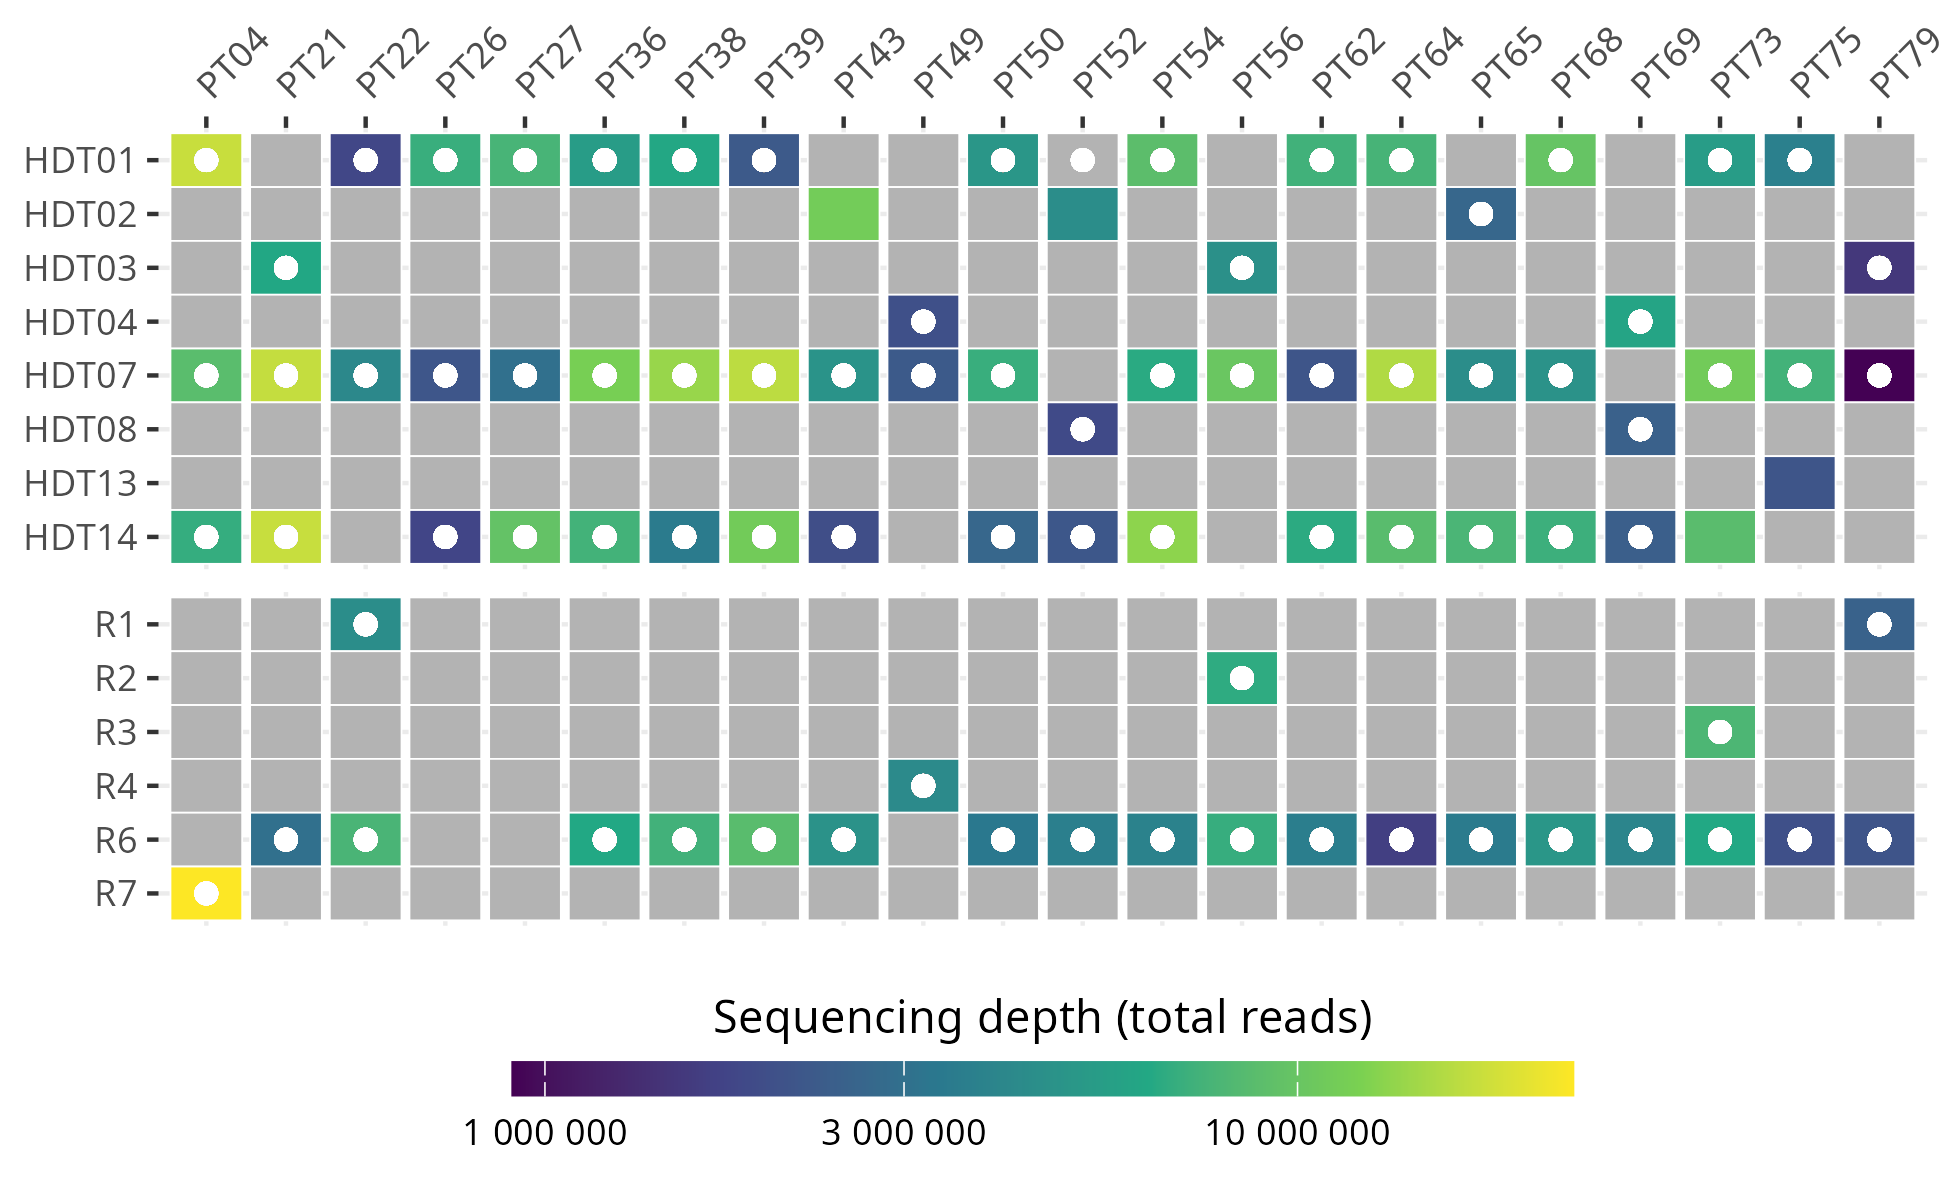 PT04 PT21 PT22 PT26 PT27 PT36 PT38 PT39 PT43 PT49 PT50 PT52 PT54 PT56 PT62 PT64 PT65 PT68 PT69 PT73 PT75 PT79
HDT01
HDT02
HDT03
HDT04
HDT07
HDT08
HDT13
HDT14
R1
R2
R3
R4
R6
R7
Sequencing depth (total reads)
1 000 000 3 000 000 10 000 000